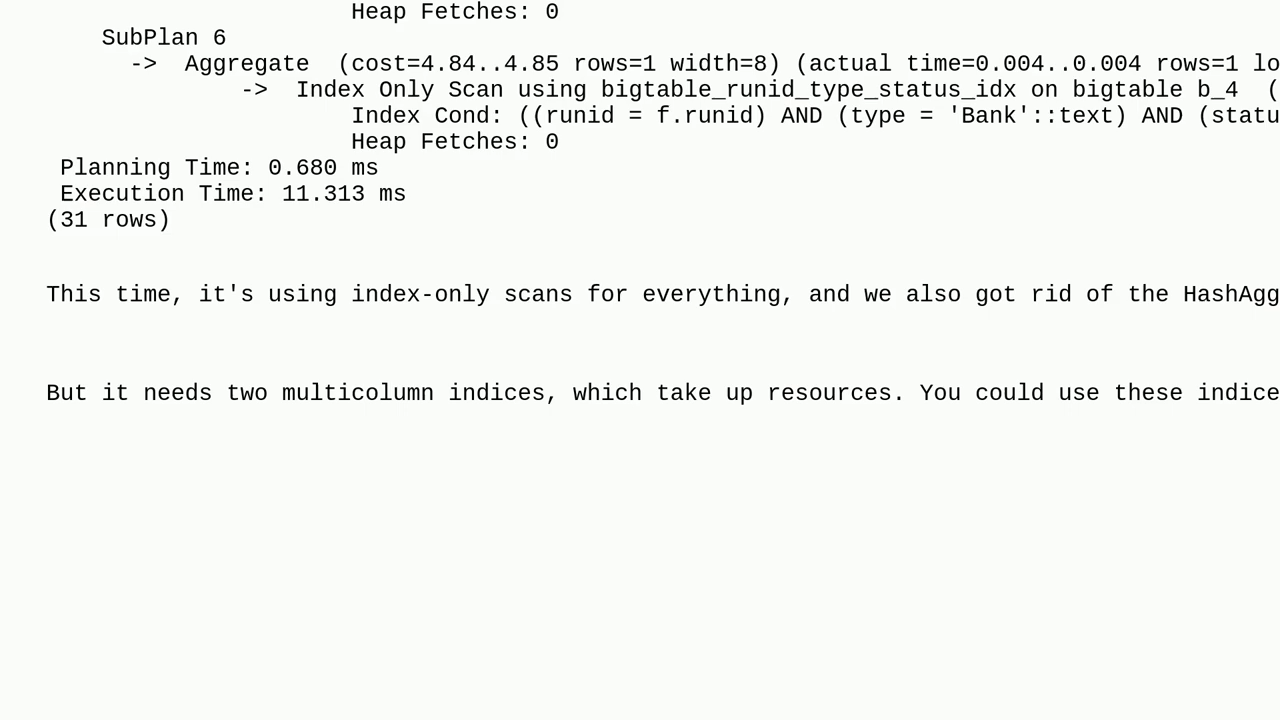 Heap Fetches: 0
SubPlan 6
->  Aggregate  (cost=4.84..4.85 rows=1 width=8) (actual time=0.004..0.004 rows=1 lo
->  Index Only Scan using bigtable_runid_type_status_idx on bigtable b_4  (
Index Cond: ((runid = f.runid) AND (type = 'Bank'::text) AND (statu
Heap Fetches: 0
Planning Time: 0.680 ms
Execution Time: 11.313 ms
(31 rows)
This time, it's using index-only scans for everything, and we also got rid of the HashAgg
But it needs two multicolumn indices, which take up resources. You could use these indice